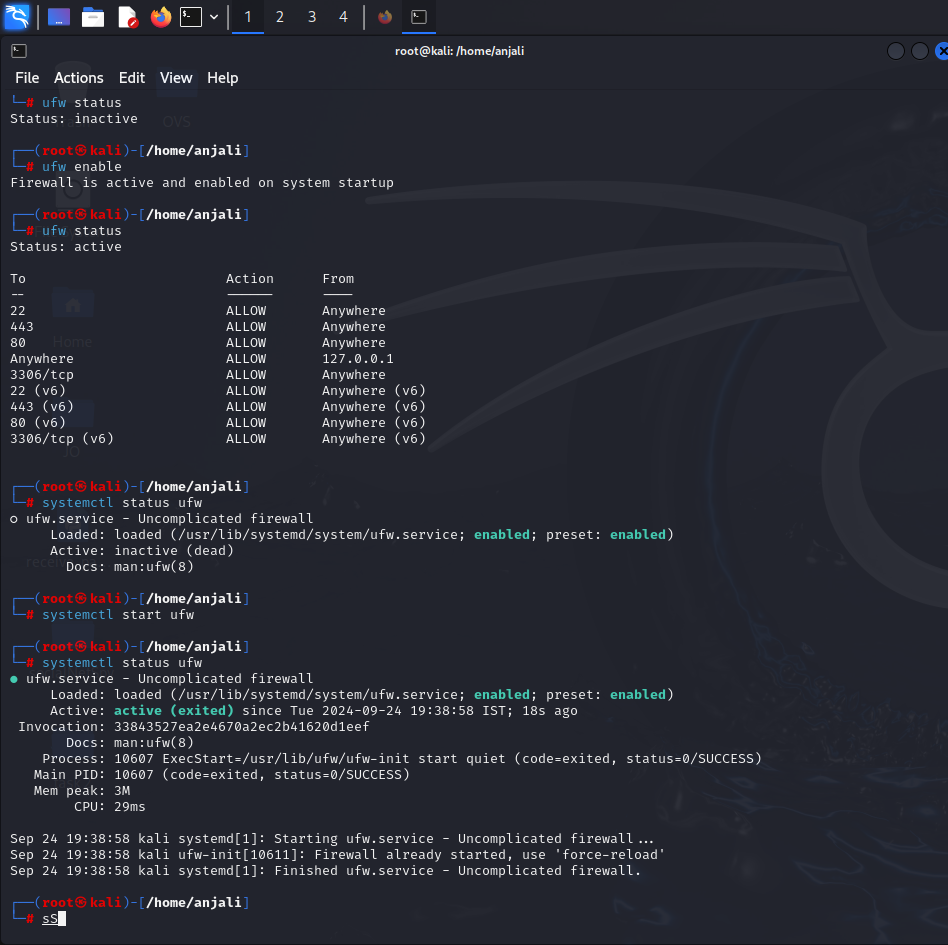 1 2 3 4
root@kali: /home/anjali
File Actions Edit View Help
└─# ufw status
Status: inactive
┌──(root㉿kali)-[/home/anjali]
└─# ufw enable
Firewall is active and enabled on system startup
┌──(root㉿kali)-[/home/anjali]
└─# ufw status
Status: active
To Action From
-- ------ ----
22 ALLOW Anywhere
443 ALLOW Anywhere
80 ALLOW Anywhere
Anywhere ALLOW 127.0.0.1
3306/tcp ALLOW Anywhere
22 (v6) ALLOW Anywhere (v6)
443 (v6) ALLOW Anywhere (v6)
80 (v6) ALLOW Anywhere (v6)
3306/tcp (v6) ALLOW Anywhere (v6)
┌──(root㉿kali)-[/home/anjali]
└─# systemctl status ufw
○ ufw.service - Uncomplicated firewall
Loaded: loaded (/usr/lib/systemd/system/ufw.service; enabled; preset: enabled)
Active: inactive (dead)
Docs: man:ufw(8)
┌──(root㉿kali)-[/home/anjali]
└─# systemctl start ufw
┌──(root㉿kali)-[/home/anjali]
└─# systemctl status ufw
● ufw.service - Uncomplicated firewall
Loaded: loaded (/usr/lib/systemd/system/ufw.service; enabled; preset: enabled)
Active: active (exited) since Tue 2024-09-24 19:38:58 IST; 18s ago
Invocation: 33843527ea2e4670a2ec2b41620d1eef
Docs: man:ufw(8)
Process: 10607 ExecStart=/usr/lib/ufw/ufw-init start quiet (code=exited, status=0/SUCCESS)
Main PID: 10607 (code=exited, status=0/SUCCESS)
Mem peak: 3M
CPU: 29ms
Sep 24 19:38:58 kali systemd[1]: Starting ufw.service - Uncomplicated firewall...
Sep 24 19:38:58 kali ufw-init[10611]: Firewall already started, use 'force-reload'
Sep 24 19:38:58 kali systemd[1]: Finished ufw.service - Uncomplicated firewall.
┌──(root㉿kali)-[/home/anjali]
└─# sS
OVS
Home
JO